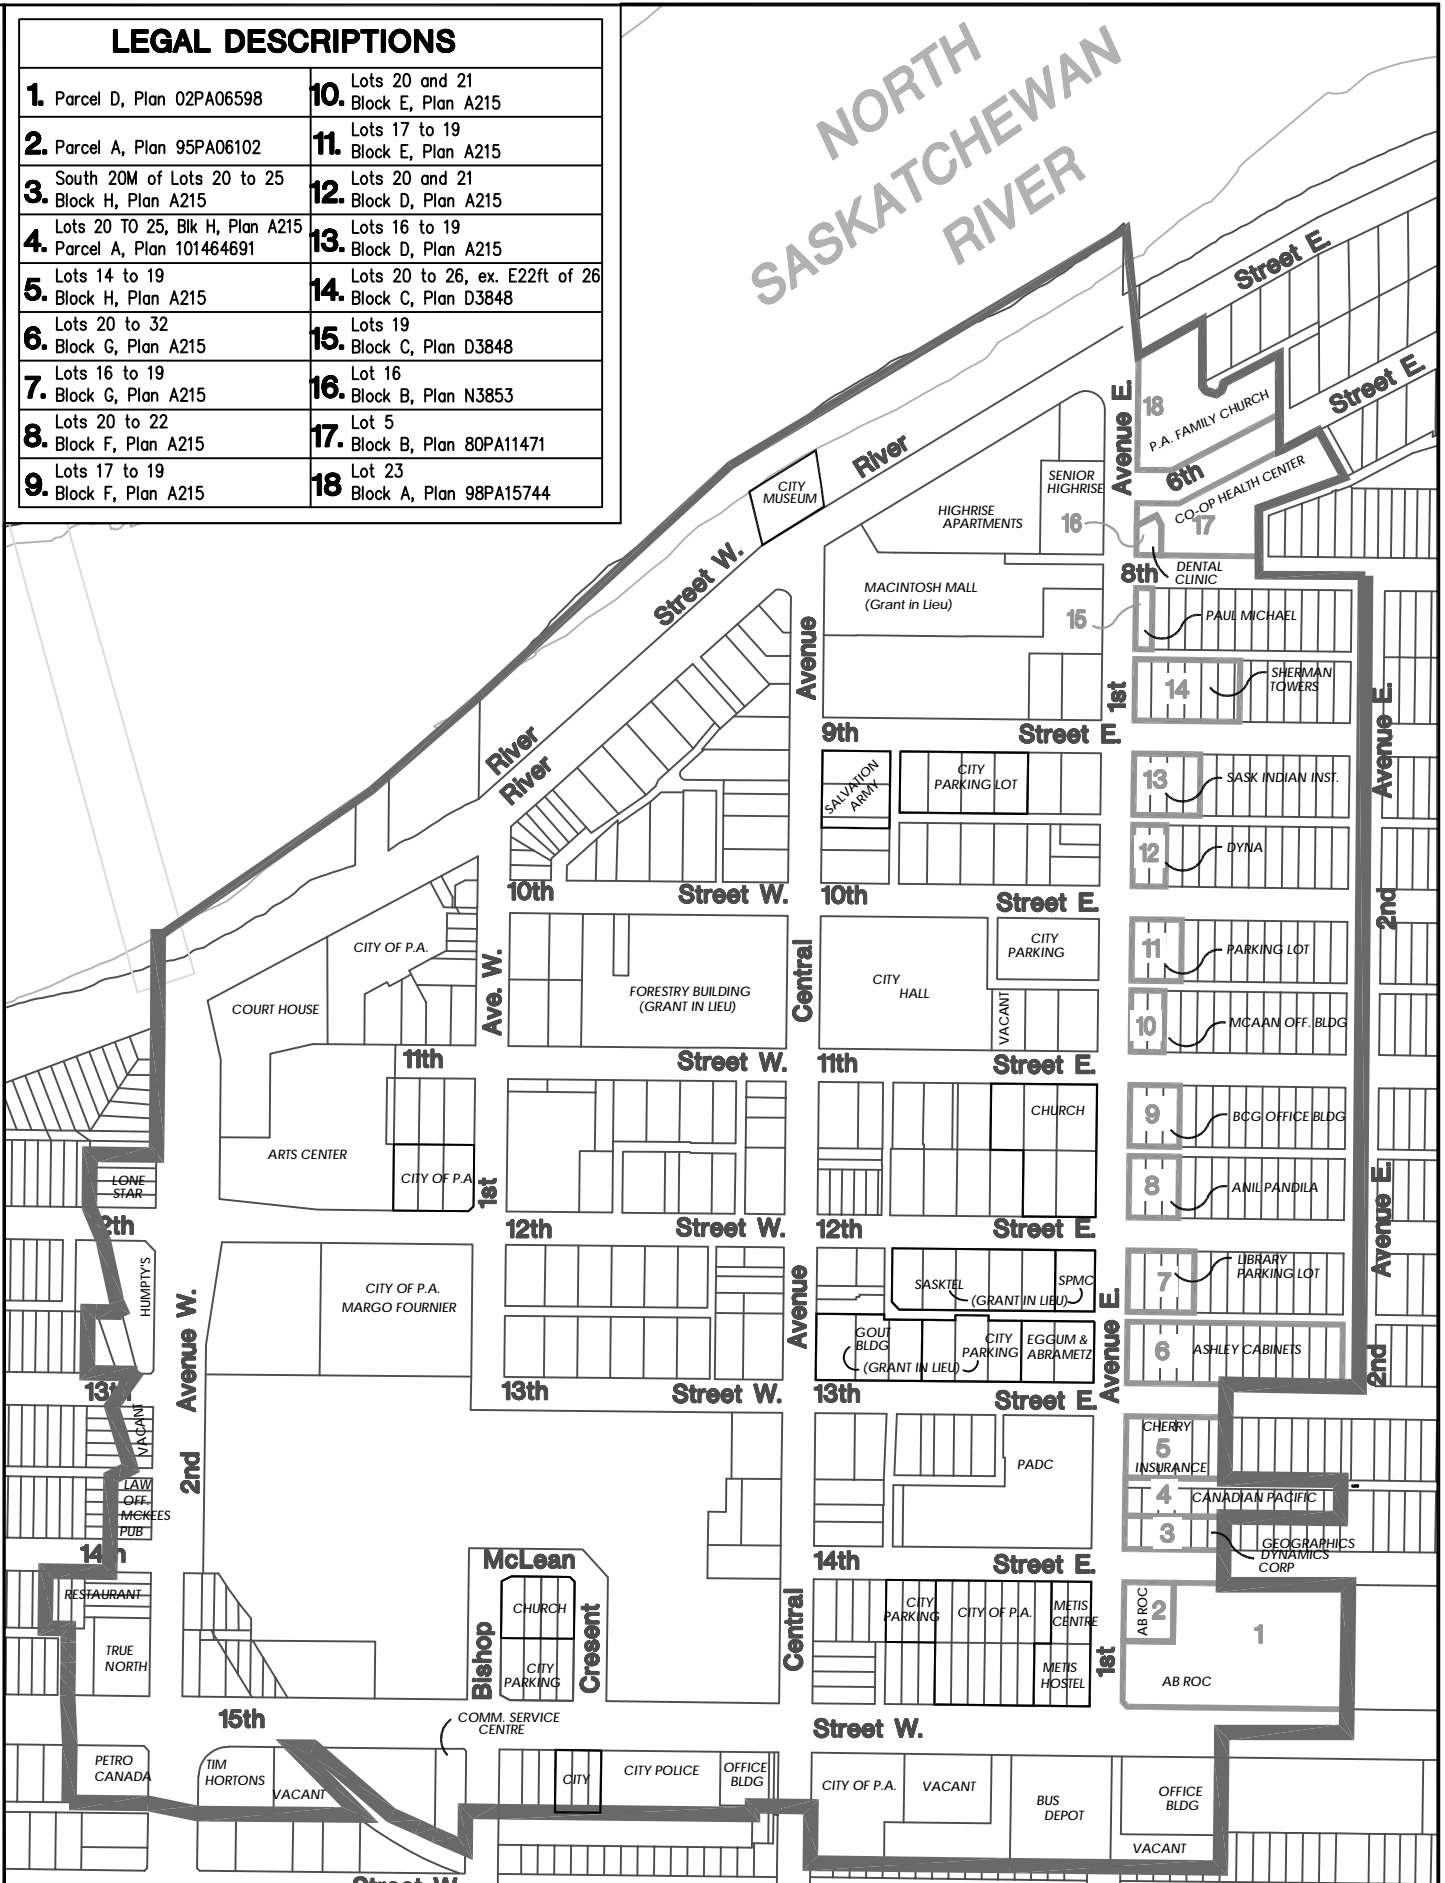 LEGAL DESCRIPTIONS
1. Parcel D, Plan 02PA06598
2. Parcel A, Plan 95PA06102
3. South 20M of Lots 20 to 25
Block H, Plan A215
4. Lots 20 TO 25, Blk H, Plan A215
Parcel A, Plan 101464691
5. Lots 14 to 19
Block H, Plan A215
6. Lots 20 to 32
Block G, Plan A215
7. Lots 16 to 19
Block G, Plan A215
8. Lots 20 to 22
Block F, Plan A215
9. Lots 17 to 19
Block F, Plan A215
10. Lots 20 and 21
Block E, Plan A215
11. Lots 17 to 19
Block E, Plan A215
12. Lots 20 and 21
Block D, Plan A215
13. Lots 16 to 19
Block D, Plan A215
14. Lots 20 to 26, ex. E22ft of 26
Block C, Plan D3848
15. Lots 19
Block C, Plan D3848
16. Lot 16
Block B, Plan N3853
17. Lot 5
Block B, Plan 80PA11471
18 Lot 23
Block A, Plan 98PA15744
NORTH
SASKATCHEWAN
RIVER
Street E.
Street E.
Avenue E.
18
P.A. FAMILY CHURCH
6th
CO-OP HEALTH CENTER
17
River
CITY
MUSEUM
SENIOR
HIGHRISE
HIGHRISE
APARTMENTS
16
Street W.
8th
DENTAL
CLINIC
MACINTOSH MALL
(Grant in Lieu)
15
PAUL MICHAEL
Avenue
1st
14
SHERMAN
TOWERS
Avenue E.
9th
Street E.
River
River
SALVATION
ARMY
CITY
PARKING LOT
13
SASK INDIAN INST.
12
DYNA
10th
Street W.
10th
Street E.
2nd
CITY OF P.A.
Ave. W.
FORESTRY BUILDING
(GRANT IN LIEU)
Central
CITY
HALL
CITY
PARKING
11
PARKING LOT
COURT HOUSE
VACANT
10
MCAAN OFF. BLDG
11th
Street W.
11th
Street E.
CHURCH
9
BCG OFFICE BLDG
ARTS CENTER
CITY OF P.A
1st
LONE
STAR
8
ANIL PANDILA
2th
12th
Street W.
12th
Street E.
Avenue E.
HUMPTY'S
CITY OF P.A.
MARGO FOURNIER
Avenue
SASKTEL
SPMC
(GRANT IN LIEU)
7
LIBRARY
PARKING LOT
Avenue W.
GOUT
BLDG
(GRANT IN LIEU)
CITY
PARKING
EGGUM &
ABRAMETZ
Avenue E.
6
ASHLEY CABINETS
2nd
13th
13th
Street W.
13th
Street E.
VACANT
2nd
PADC
CHERRY
5
INSURANCE
LAW
OFF.
MCKEES
PUB
4
CANADIAN PACIFIC
3
GEOGRAPHICS
DYNAMICS
CORP
14th
McLean
14th
Street E.
RESTAURANT
TRUE
NORTH
Bishop
CHURCH
CITY
PARKING
Cresent
Central
CITY
PARKING
CITY OF P.A.
METIS
CENTRE
METIS
HOSTEL
1st
AB ROC
2
1
AB ROC
15th
COMM. SERVICE
CENTRE
Street W.
PETRO
CANADA
TIM
HORTONS
VACANT
CITY
CITY POLICE
OFFICE
BLDG
CITY OF P.A.
VACANT
BUS
DEPOT
OFFICE
BLDG
VACANT
Street W.